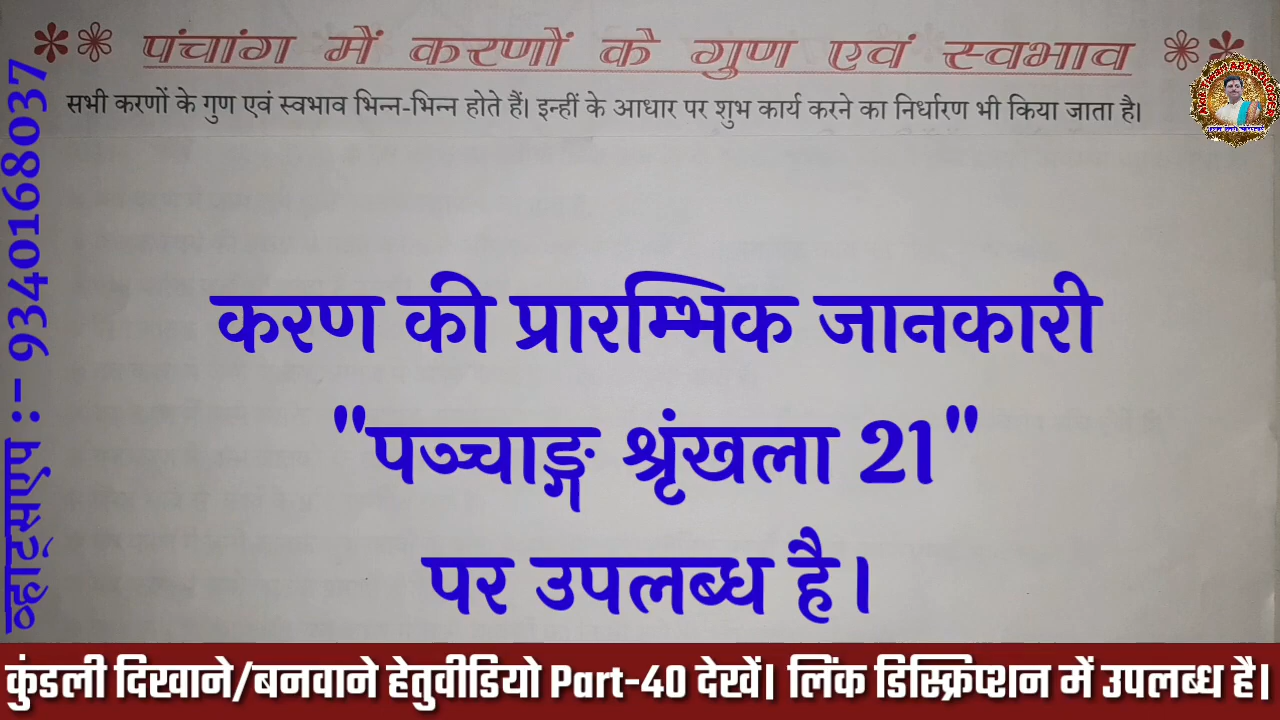 पंचांग में करणों के गुण एवं स्वभाव
सभी करणों के गुण एवं स्वभाव भिन्न-भिन्न होते हैं। इन्हीं के आधार पर शुभ कार्य करने का निर्धारण भी किया जाता है।
व्हाट्सएप :- 9340168037
करण की प्रारम्भिक जानकारी
"पञ्चाङ्ग श्रृंखला 21"
पर उपलब्ध है।
कुंडली दिखाने/बनवाने हेतुवीडियो Part-40 देखें। लिंक डिस्क्रिप्शन में उपलब्ध है।